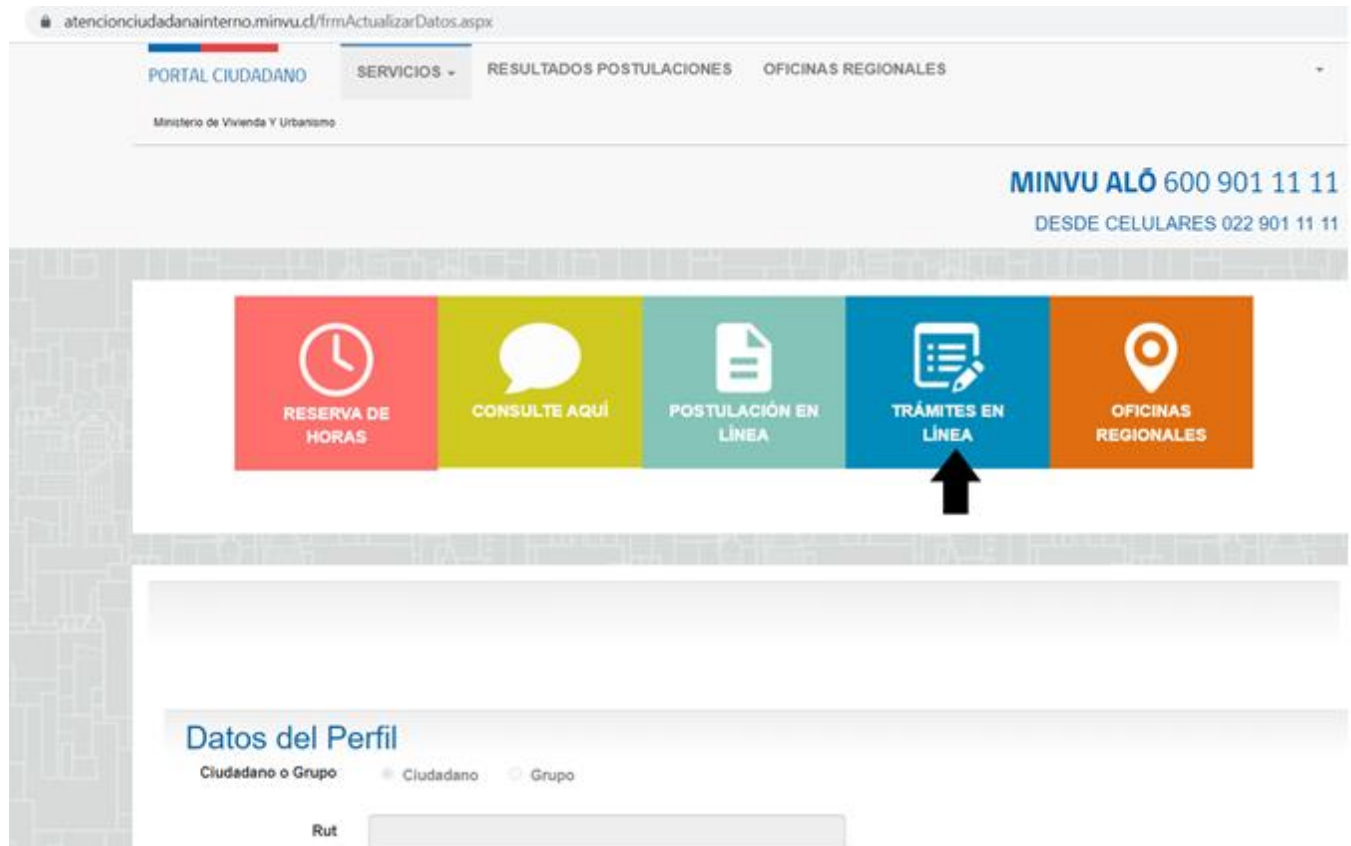 atencionciudadanainterno.minvu.cl/frmActualizarDatos.aspx
PORTAL CIUDADANO SERVICIOS RESULTADOS POSTULACIONES OFICINAS REGIONALES
Ministerio de Vivienda Y Urbanismo
MINVU ALÓ 600 901 11 11
DESDE CELULARES 022 901 11 11
RESERVA DE
HORAS
CONSULTE AQUÍ
POSTULACIÓN EN
LÍNEA
TRÁMITES EN
LÍNEA
OFICINAS
REGIONALES
Datos del Perfil
Ciudadano o Grupo Ciudadano Grupo
Rut